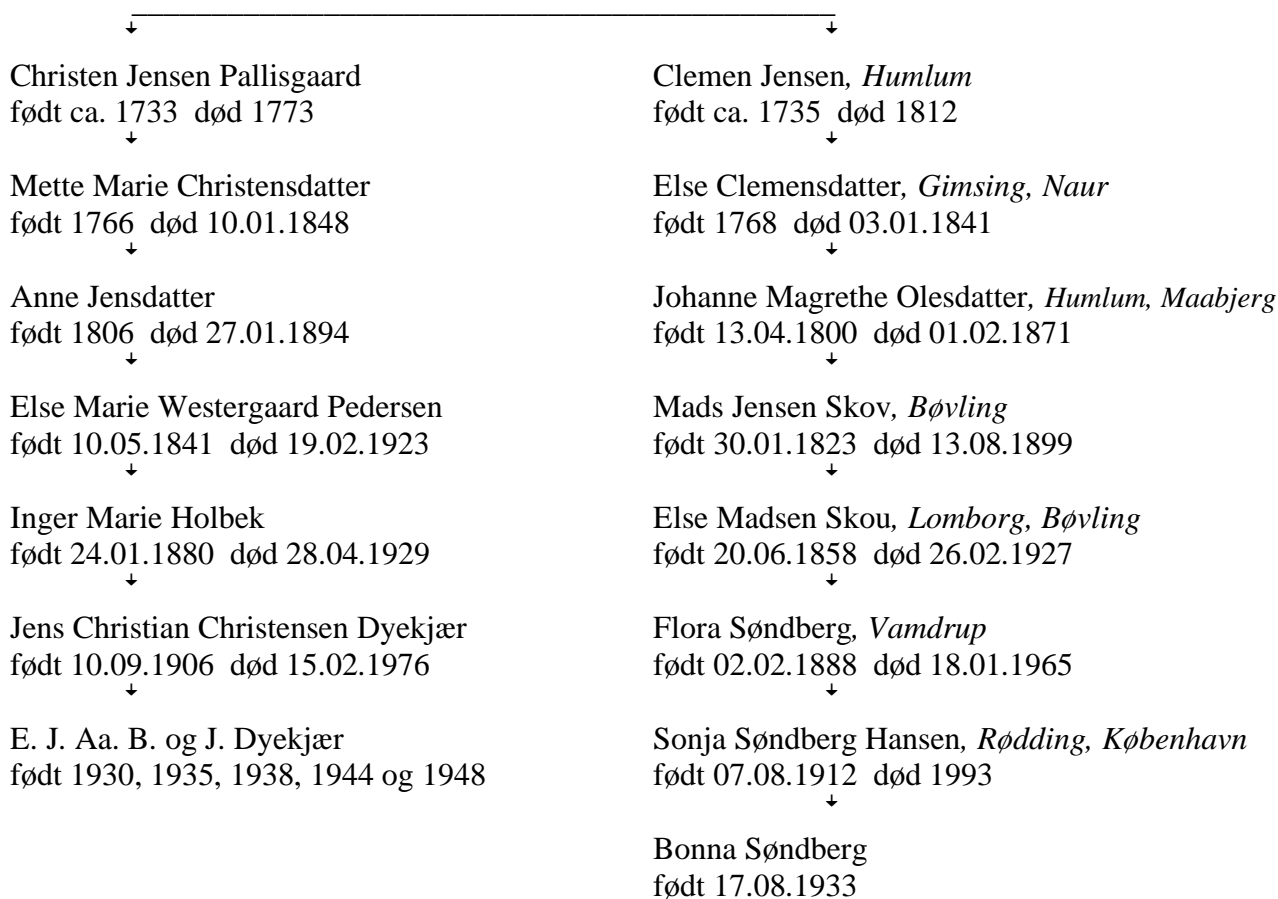 Christen Jensen Pallisgaard
født ca. 1733 død 1773
Mette Marie Christensdatter
født 1766 død 10.01.1848
Anne Jensdatter
født 1806 død 27.01.1894
Else Marie Westergaard Pedersen
født 10.05.1841 død 19.02.1923
Inger Marie Holbek
født 24.01.1880 død 28.04.1929
Jens Christian Christensen Dyekjær
født 10.09.1906 død 15.02.1976
E. J. Aa. B. og J. Dyekjær
født 1930, 1935, 1938, 1944 og 1948
Clemen Jensen, Humlum
født ca. 1735 død 1812
Else Clemensdatter, Gimsing, Naur
født 1768 død 03.01.1841
Johanne Magrethe Olesdatter, Humlum, Maabjerg
født 13.04.1800 død 01.02.1871
Mads Jensen Skov, Bøvling
født 30.01.1823 død 13.08.1899
Else Madsen Skou, Lomborg, Bøvling
født 20.06.1858 død 26.02.1927
Flora Søndberg, Vamdrup
født 02.02.1888 død 18.01.1965
Sonja Søndberg Hansen, Rødding, København
født 07.08.1912 død 1993
Bonna Søndberg
født 17.08.1933